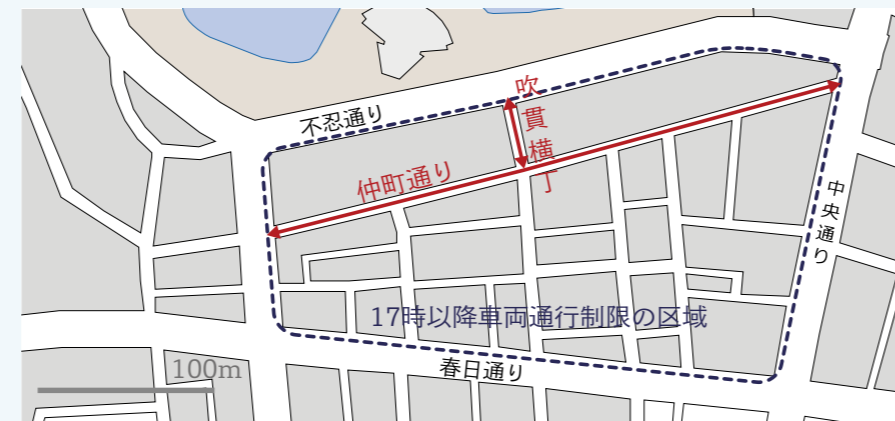 不忍通り
吹貫横丁
仲町通り
中央通り
17時以降車両通行制限の区域
春日通り
100m